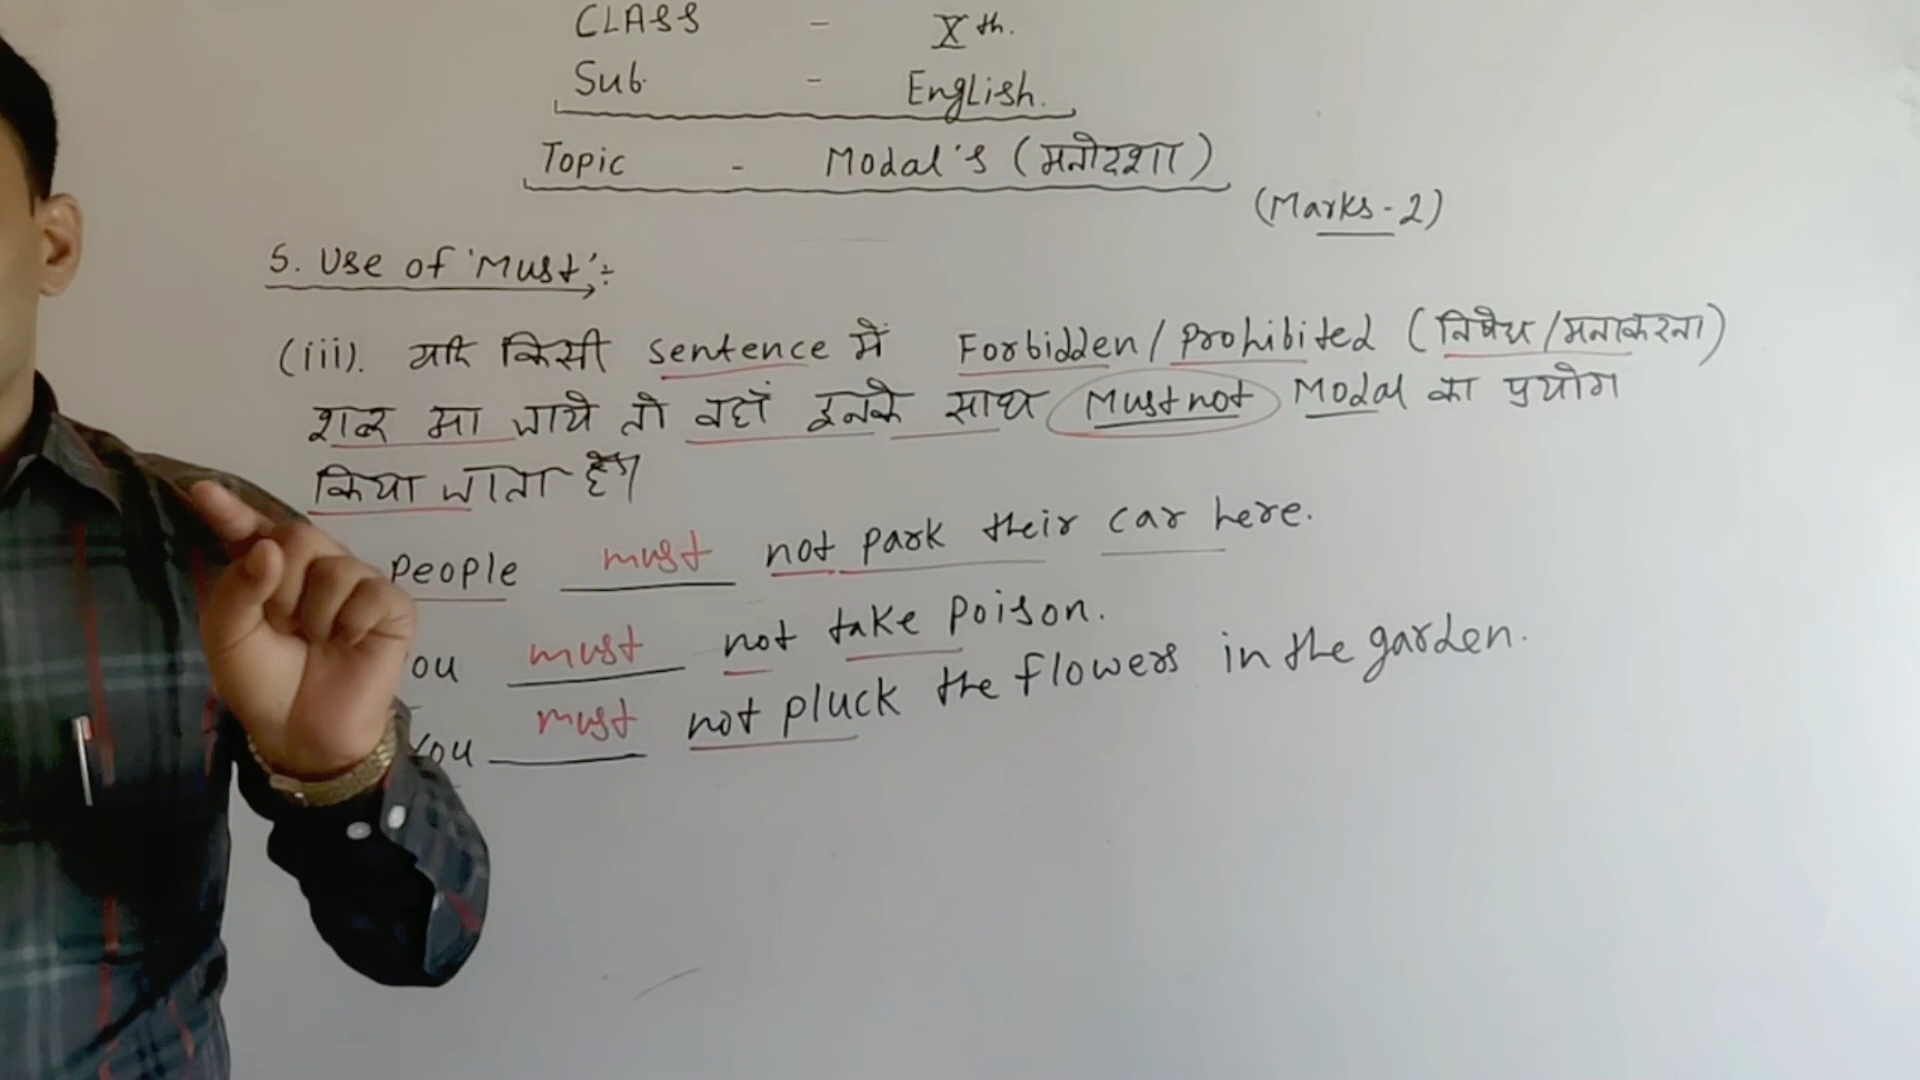 CLASS - Xth.
Sub. - English.
Topic - Modal's (मनोदशा)
(Marks-2)
5. Use of 'Must':
(iii). यदि किसी sentence में Forbidden/Prohibited (निषेध/मनाकरना)
शब्द आ जाये तो वहाँ इनके साथ Must not Modal का प्रयोग
किया जाता है।
People must not park their car here.
ou must not take poison.
You must not pluck the flowers in the garden.